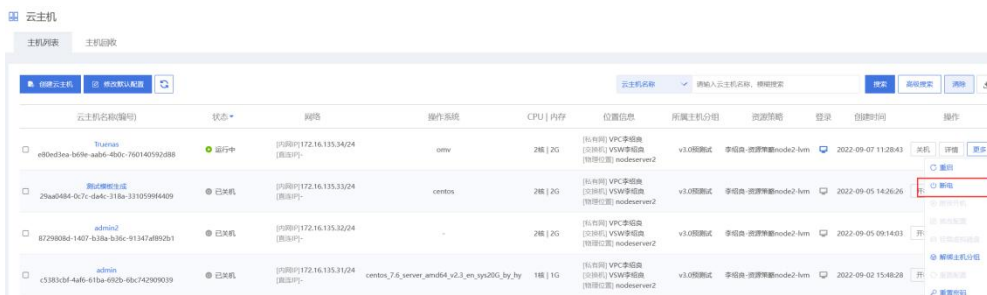 云主机
主机列表 主机回收
创建云主机 修改默认配置 云主机名称 请输入云主机名称，模糊搜索 搜索 高级搜索 清除
云主机名称(编号) 状态 网络 操作系统 CPU | 内存 位置信息 所属主机分组 资源策略 登录 创建时间 操作
Truenas
e80ed3ea-b69e-aab6-4b0c-760140592d88
运行中
[内网IP]172.16.135.34/24
[直连IP]-
omv
2核 | 2G
[私有网] VPC李绍良
[交换机] VSW李绍良
[物理位置] nodeserver2
v3.0预测试
李绍良-资源策略node2-lvm
2022-09-07 11:28:43
关机 详情 更多
重启
断电
测试模板生成
29aa0484-0c7c-da4c-318a-3310599f4409
已关机
[内网IP]172.16.135.33/24
[直连IP]-
centos
2核 | 2G
[私有网] VPC李绍良
[交换机] VSW李绍良
[物理位置] nodeserver2
v3.0预测试
李绍良-资源策略node2-lvm
2022-09-05 14:26:26
admin2
8729808d-1407-b38a-b36c-91347af892b1
已关机
[内网IP]172.16.135.32/24
[直连IP]-
-
2核 | 2G
[私有网] VPC李绍良
[交换机] VSW李绍良
[物理位置] nodeserver2
v3.0预测试
李绍良-资源策略node2-lvm
2022-09-05 09:14:03
修改配置
解绑主机分组
admin
c5383cbf-4af6-61ba-692b-6bc742909039
已关机
[内网IP]172.16.135.31/24
[直连IP]-
centos_7.6_server_amd64_v2.3_en_sys20G_by_hy
1核 | 1G
[私有网] VPC李绍良
[交换机] VSW李绍良
[物理位置] nodeserver2
v3.0预测试
李绍良-资源策略node2-lvm
2022-09-02 15:48:28
重置密码